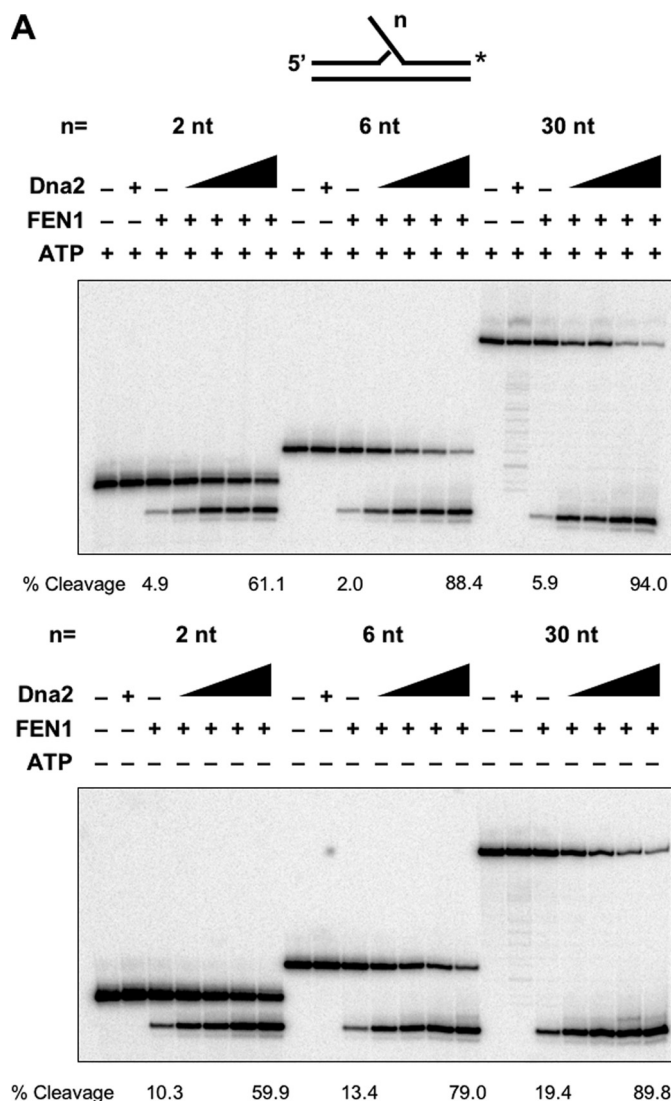 A
n
5’ *
n= 2 nt 6 nt 30 nt
Dna2 – + – – + – – + –
FEN1 – – + + + + + – – + + + + + – – + + + + +
ATP + + + + + + + + + + + + + + + + + + + + +
% Cleavage 4.9 61.1 2.0 88.4 5.9 94.0
n= 2 nt 6 nt 30 nt
Dna2 – + – – + – – + –
FEN1 – – + + + + + – – + + + + + – – + + + + +
ATP – – – – – – – – – – – – – – – – – – – – –
% Cleavage 10.3 59.9 13.4 79.0 19.4 89.8